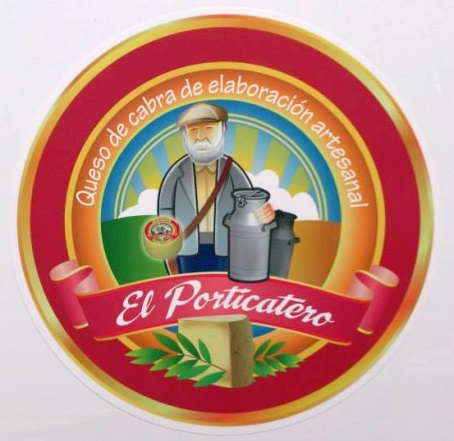 Queso de cabra de elaboración artesanal
El Porticatero